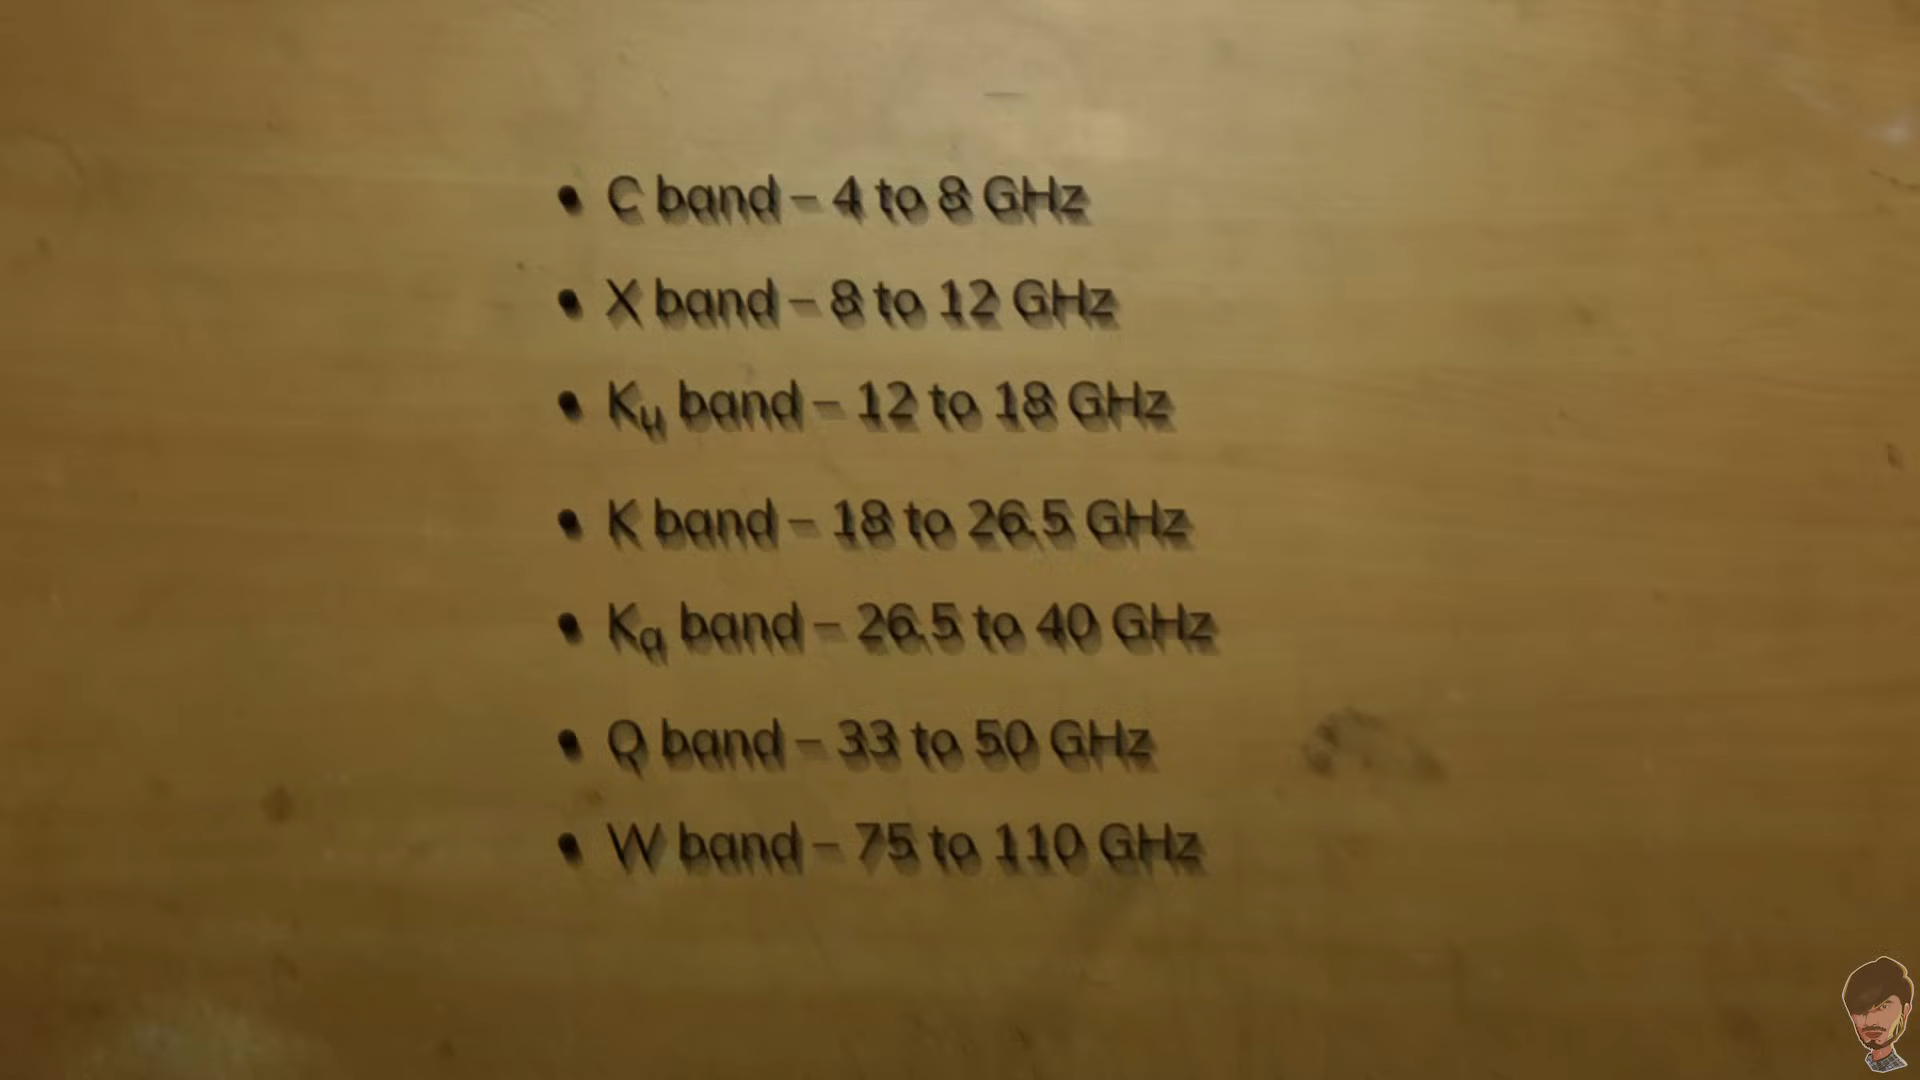 • C band – 4 to 8 GHz
• X band – 8 to 12 GHz
• Kᵤ band – 12 to 18 GHz
• K band – 18 to 26.5 GHz
• Kₐ band – 26.5 to 40 GHz
• Q band – 33 to 50 GHz
• W band – 75 to 110 GHz